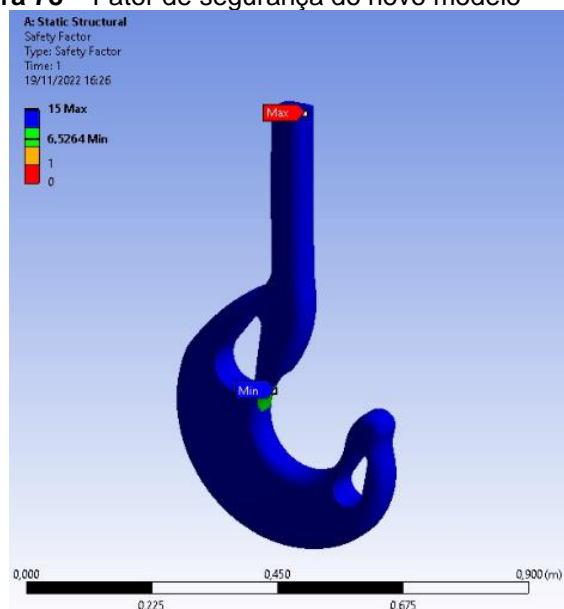 Fator de segurança do novo modelo
A: Static Structural
Safety Factor
Type: Safety Factor
Time: 1
19/11/2022 16:26
15 Max
6,5264 Min
1
0
Max
Min
0,000
0,450
0,900 (m)
0,225
0,675